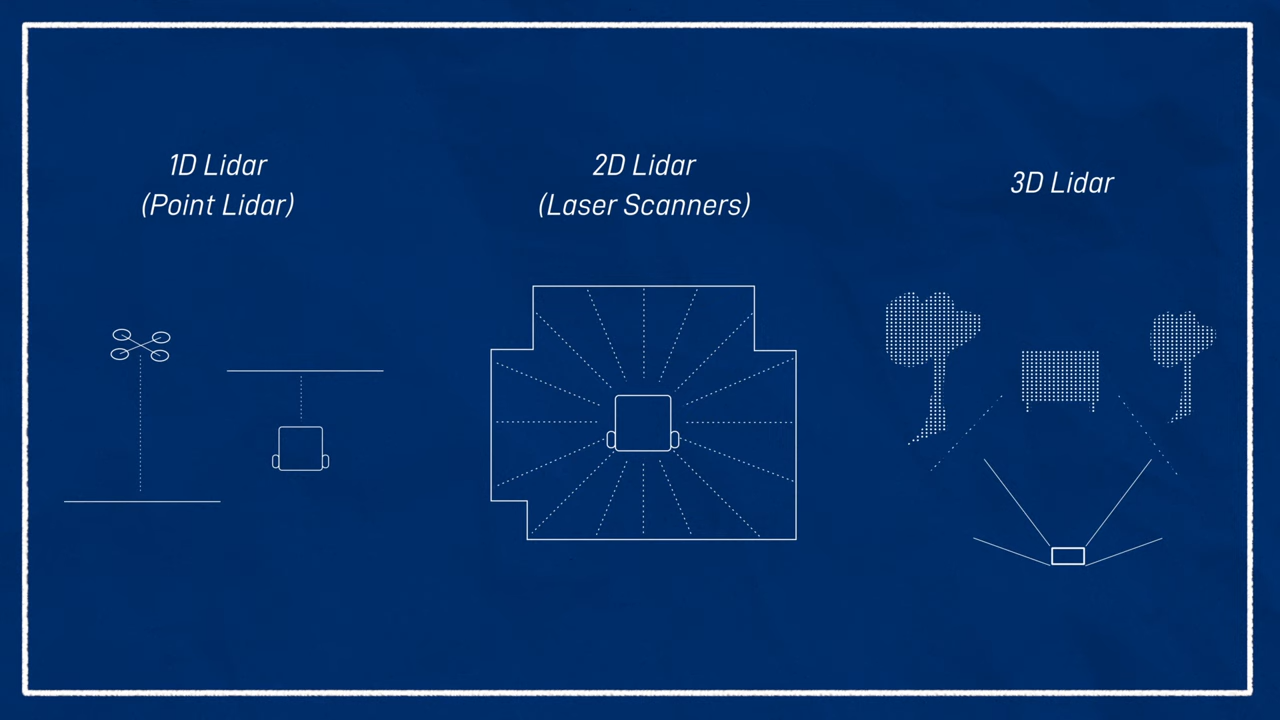 1D Lidar
(Point Lidar)
2D Lidar
(Laser Scanners)
3D Lidar